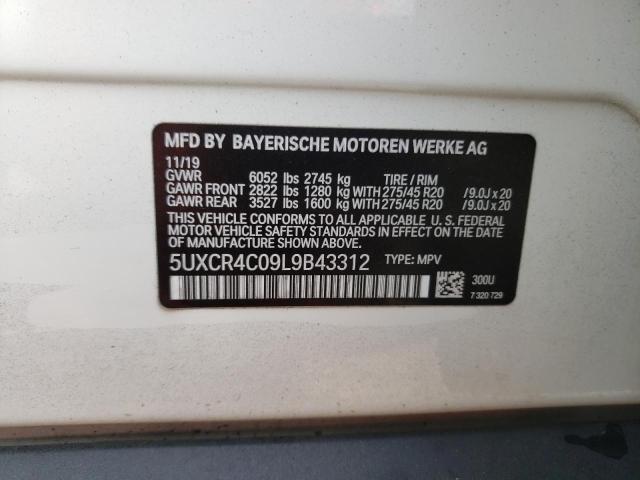 MFD BY BAYERISCHE MOTOREN WERKE AG
11/19
GVWR 6052 lbs 2745 kg TIRE / RIM
GAWR FRONT 2822 lbs 1280 kg WITH 275/45 R20 / 9.0J x 20
GAWR REAR 3527 lbs 1600 kg WITH 275/45 R20 / 9.0J x 20
THIS VEHICLE CONFORMS TO ALL APPLICABLE U. S. FEDERAL
MOTOR VEHICLE SAFETY STANDARDS IN EFFECT ON THE
DATE OF MANUFACTURE SHOWN ABOVE.
5UXCR4C09L9B43312 TYPE: MPV
300U
7 320 729